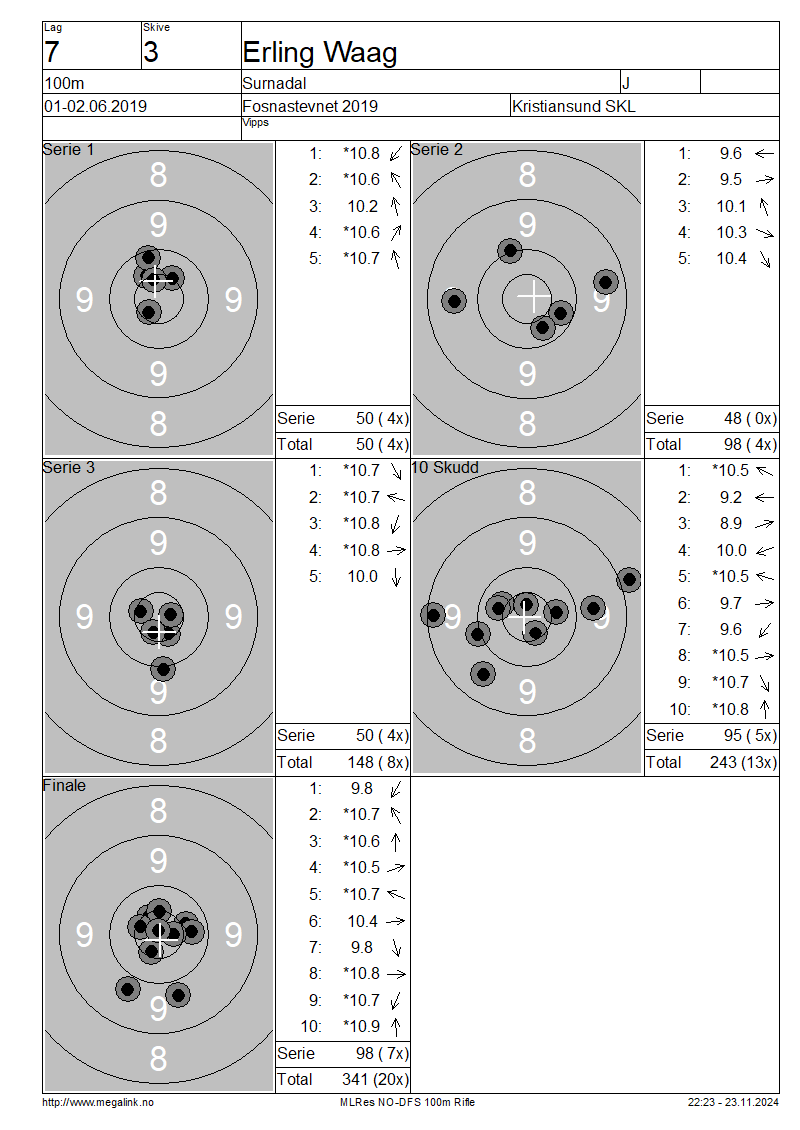 Lag Skive
7 3 Erling Waag
100m Surnadal J
01-02.06.2019 Fosnastevnet 2019 Kristiansund SKL
Vipps
Serie 1
8
9
9 9
9
8
1: *10.8
2: *10.6
3: 10.2
4: *10.6
5: *10.7
Serie 50 ( 4x)
Total 50 ( 4x)
Serie 2
8
9
9
9
8
1: 9.6
2: 9.5
3: 10.1
4: 10.3
5: 10.4
Serie 48 ( 0x)
Total 98 ( 4x)
Serie 3
8
9
9 9
9
8
1: *10.7
2: *10.7
3: *10.8
4: *10.8
5: 10.0
Serie 50 ( 4x)
Total 148 ( 8x)
10 Skudd
8
9
9 9
9
8
1: *10.5
2: 9.2
3: 8.9
4: 10.0
5: *10.5
6: 9.7
7: 9.6
8: *10.5
9: *10.7
10: *10.8
Serie 95 ( 5x)
Total 243 (13x)
Finale
8
9
9 9
9
8
1: 9.8
2: *10.7
3: *10.6
4: *10.5
5: *10.7
6: 10.4
7: 9.8
8: *10.8
9: *10.7
10: *10.9
Serie 98 ( 7x)
Total 341 (20x)
http://www.megalink.no MLRes NO-DFS 100m Rifle 22:23 - 23.11.2024